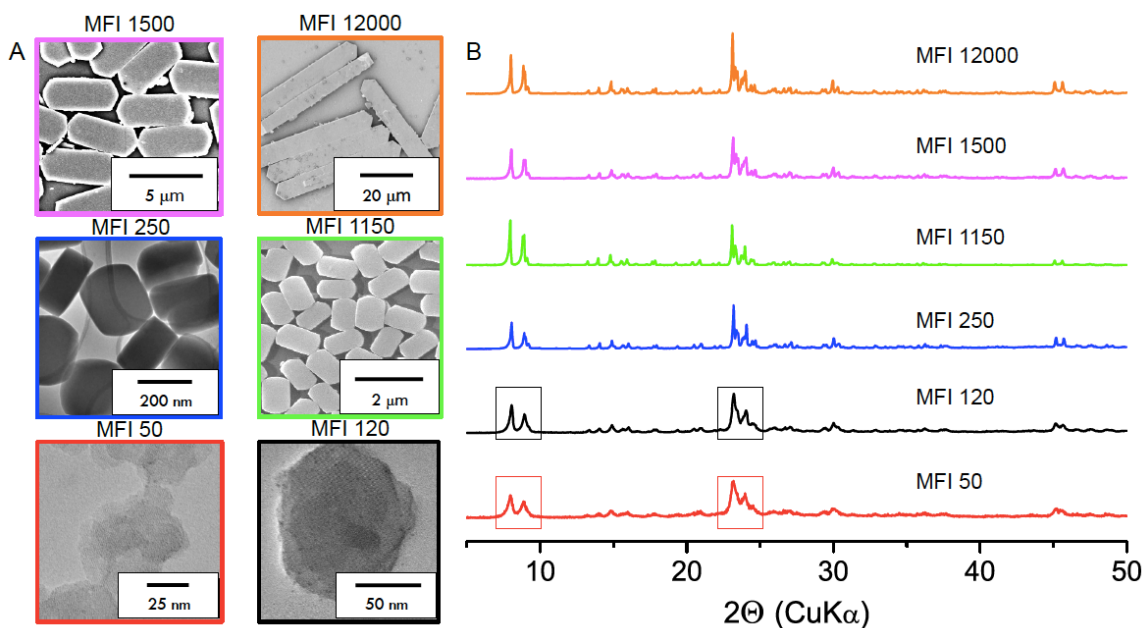 A
MFI 1500
MFI 12000
5 μm
20 μm
MFI 250
MFI 1150
200 nm
2 μm
MFI 50
MFI 120
25 nm
50 nm
B
MFI 12000
MFI 1500
MFI 1150
MFI 250
MFI 120
MFI 50
10 20 30 40 50
2Θ (CuKα)